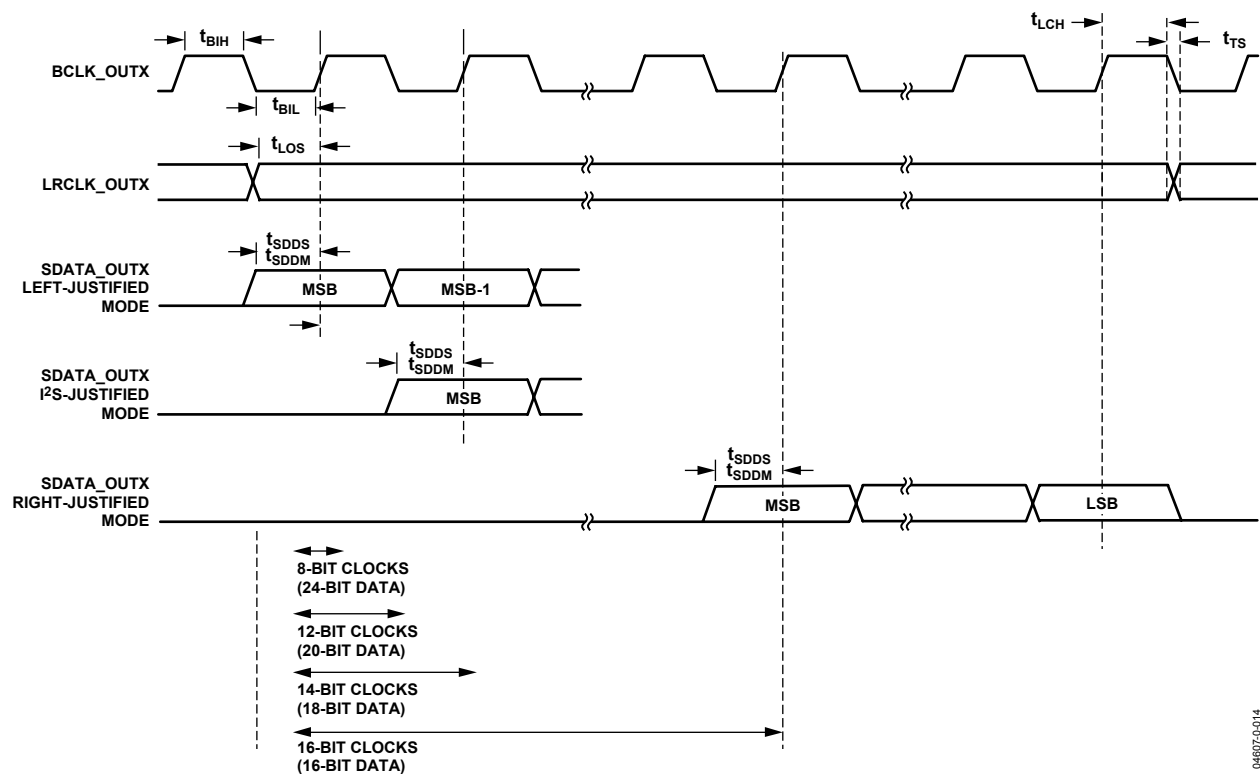 tBIH
tLCH
tTS
BCLK_OUTX
tBIL
tLOS
LRCLK_OUTX
tSDDS
tSDDM
SDATA_OUTX
LEFT-JUSTIFIED
MODE
MSB
MSB-1
tSDDS
tSDDM
SDATA_OUTX
I²S-JUSTIFIED
MODE
MSB
tSDDS
tSDDM
SDATA_OUTX
RIGHT-JUSTIFIED
MODE
MSB
LSB
8-BIT CLOCKS
(24-BIT DATA)
12-BIT CLOCKS
(20-BIT DATA)
14-BIT CLOCKS
(18-BIT DATA)
16-BIT CLOCKS
(16-BIT DATA)
04607-0-014